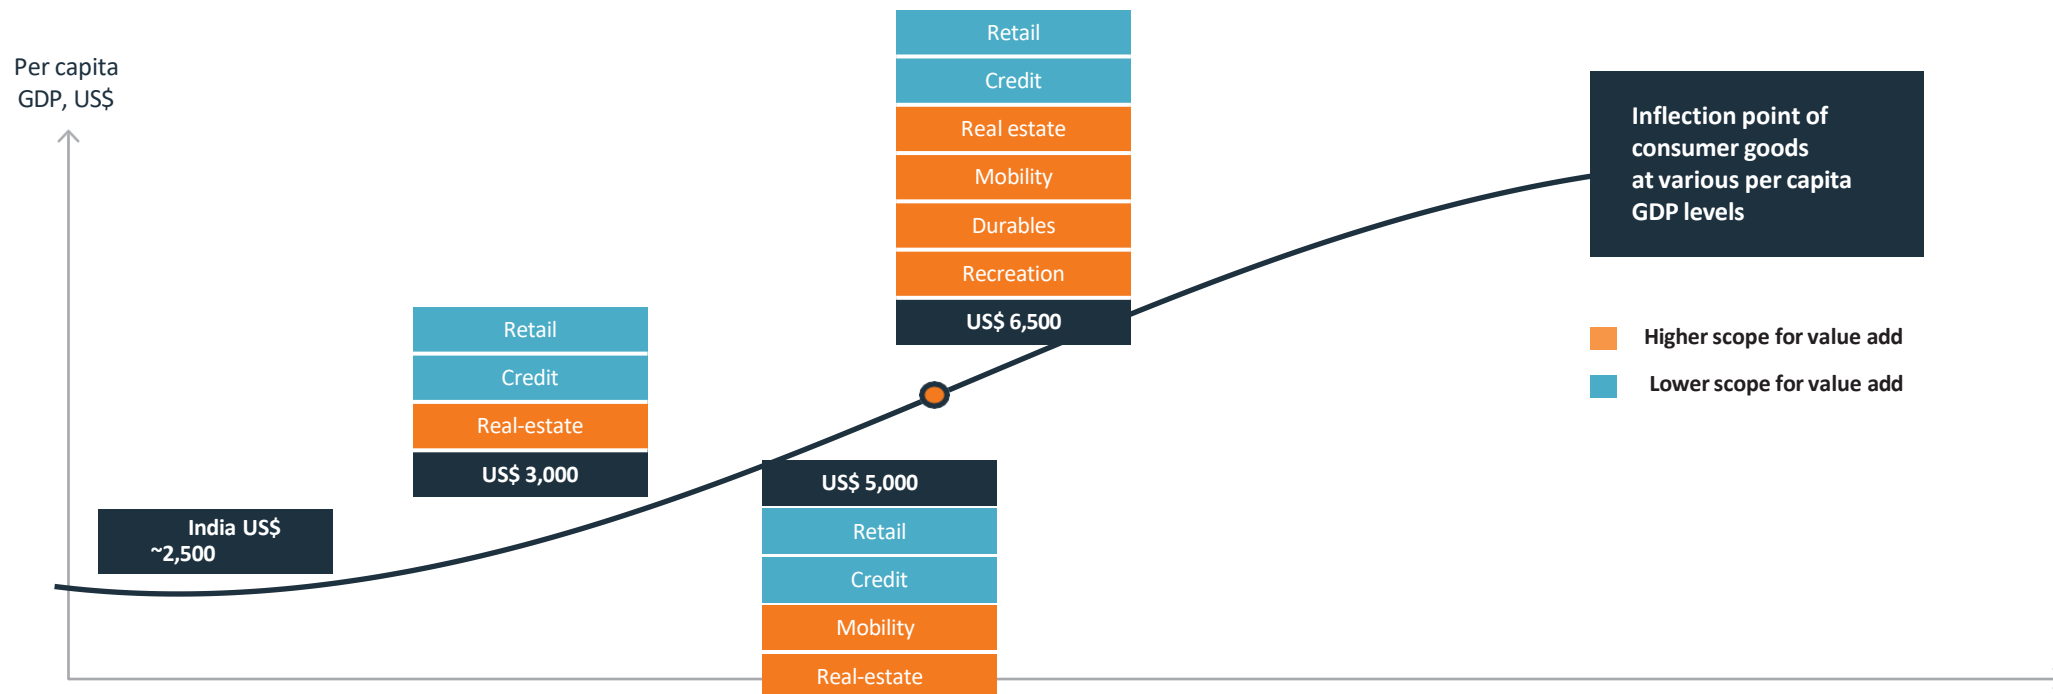 Per capita
GDP, US$
India US$
~2,500
Retail
Credit
Real-estate
US$ 3,000
US$ 5,000
Retail
Credit
Mobility
Real-estate
Retail
Credit
Real estate
Mobility
Durables
Recreation
US$ 6,500
Inflection point of
consumer goods
at various per capita
GDP levels
Higher scope for value add
Lower scope for value add